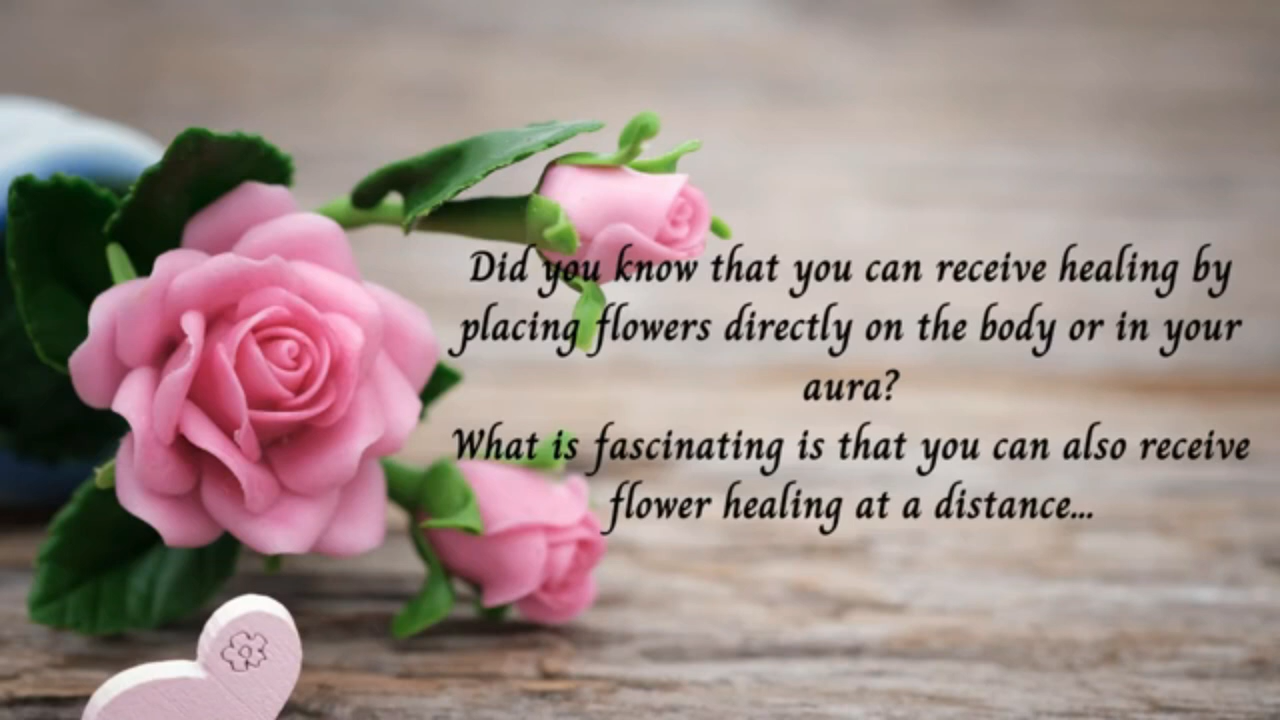 Did you know that you can receive healing by
placing flowers directly on the body or in your
aura?
What is fascinating is that you can also receive
flower healing at a distance...